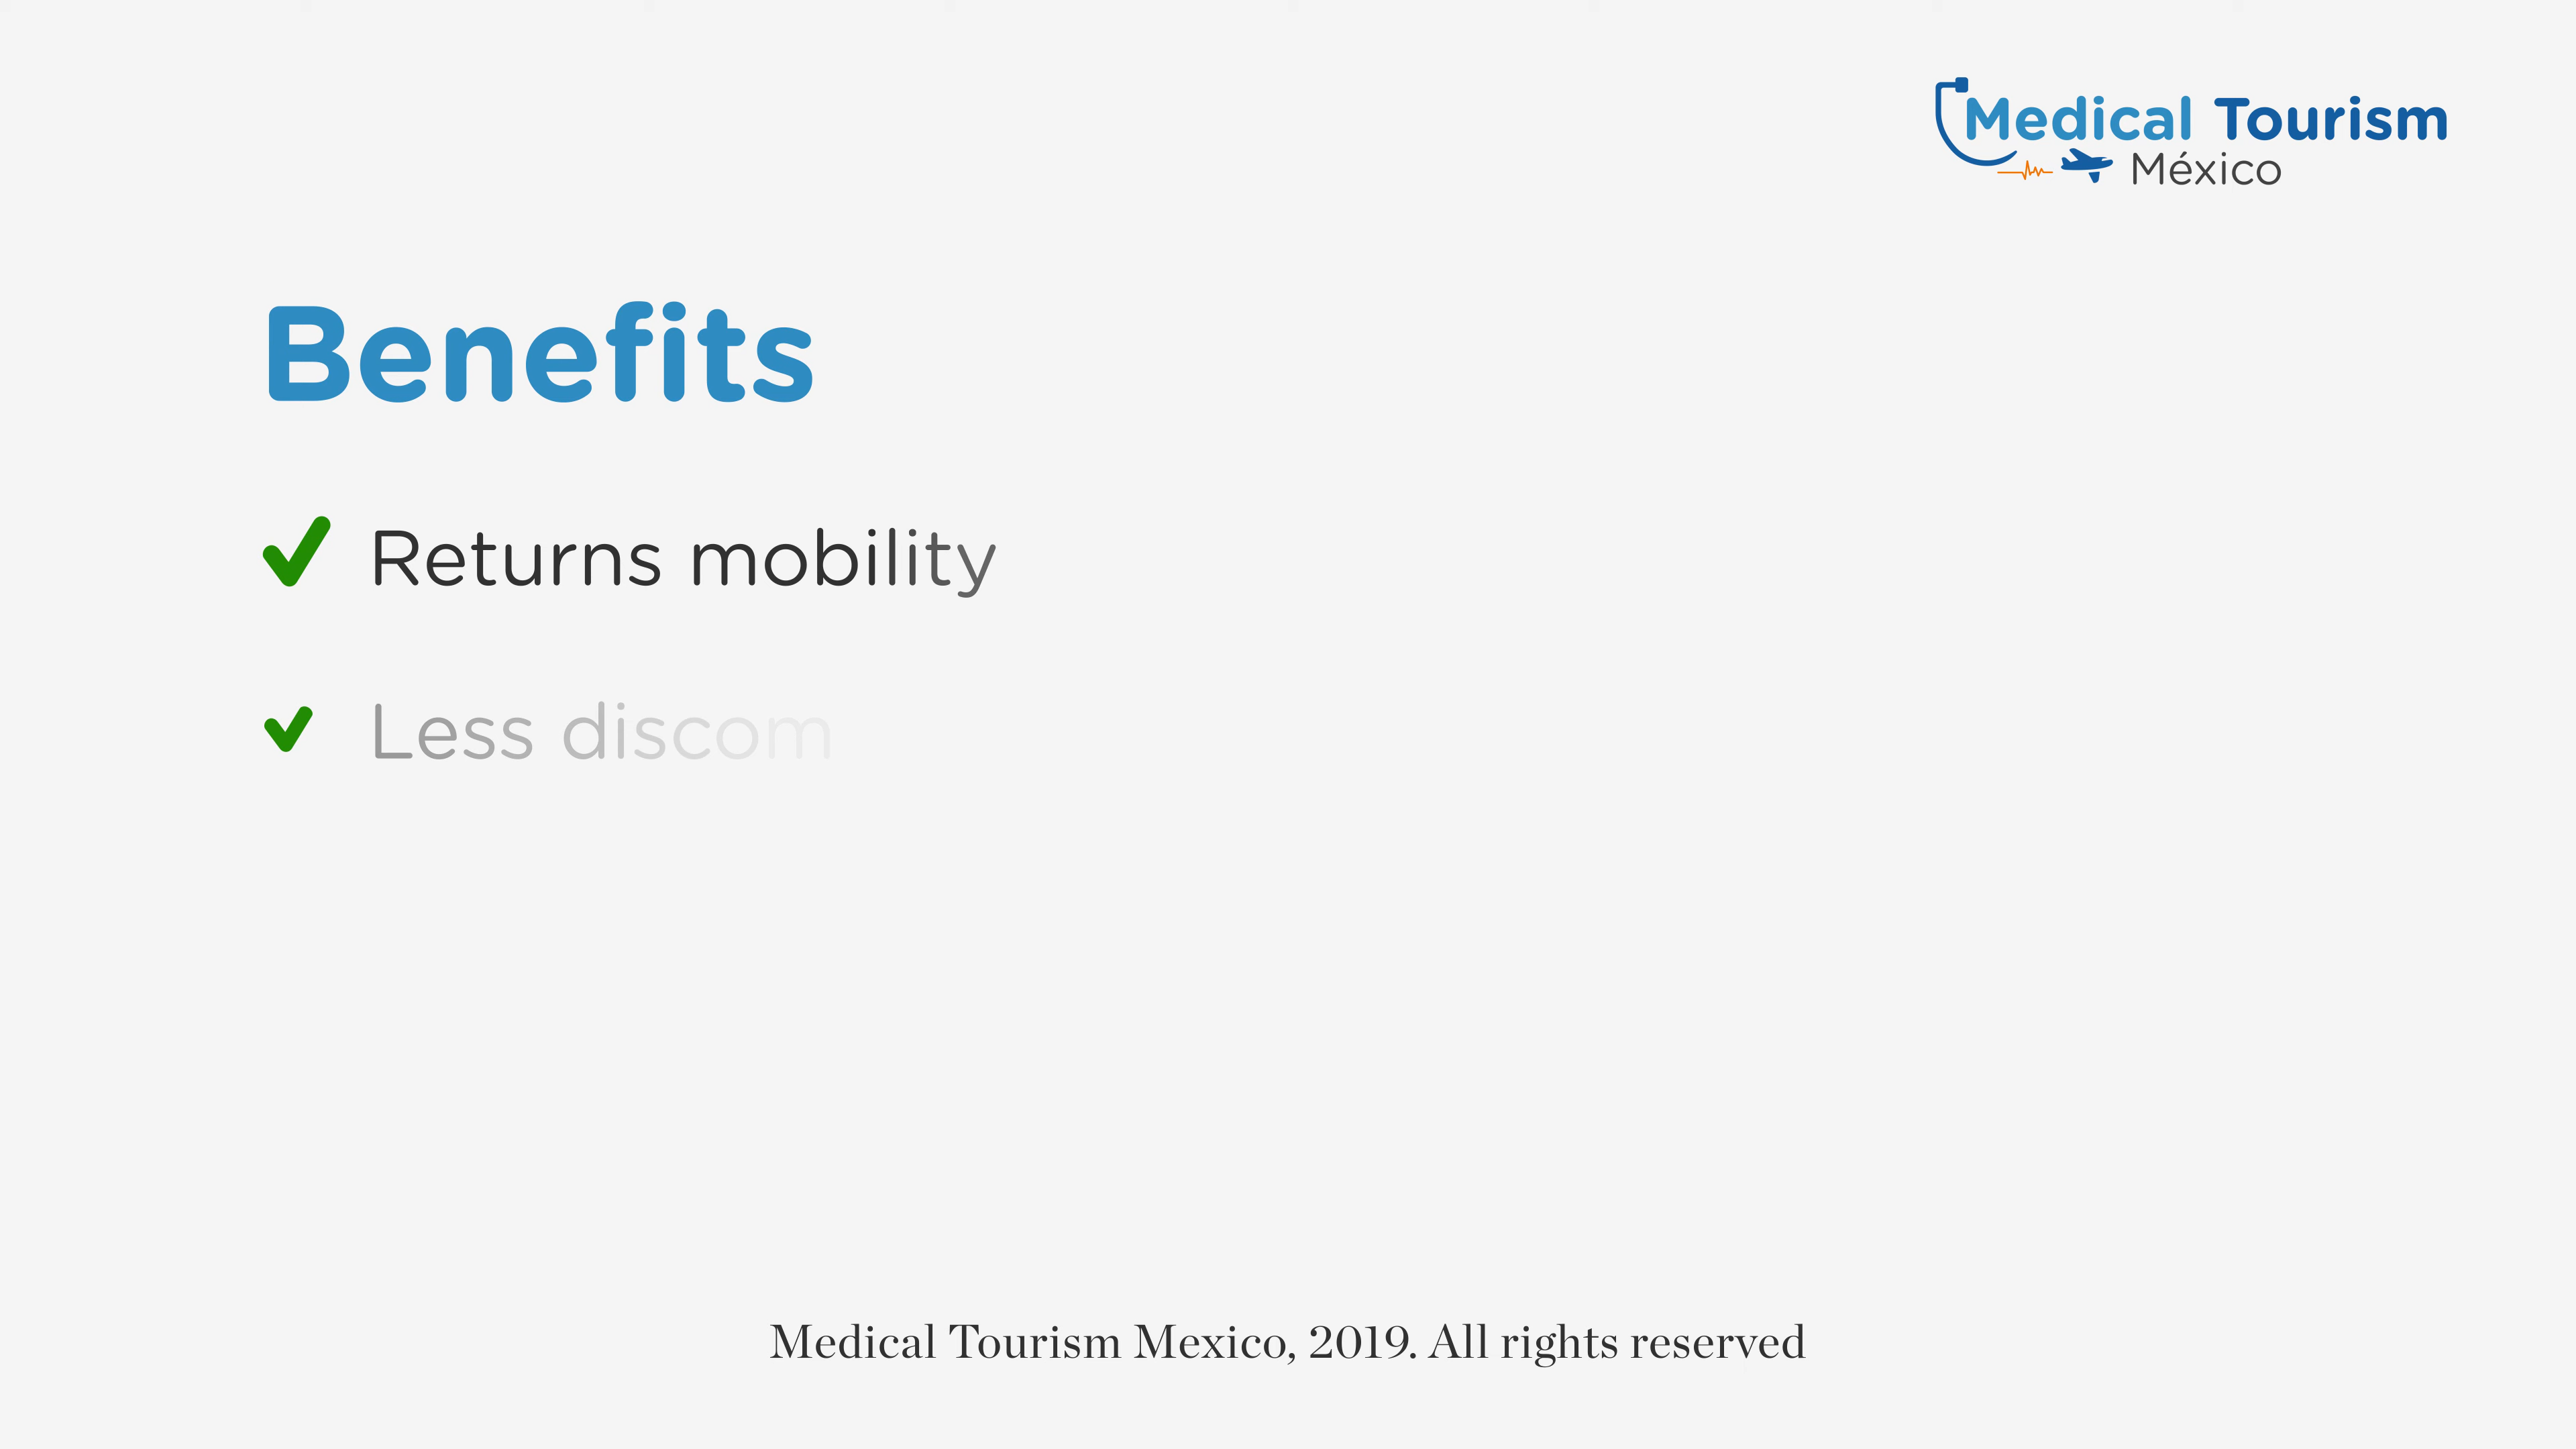 Medical Tourism
México
Benefits
Returns mobility
Less discom
Medical Tourism Mexico, 2019. All rights reserved